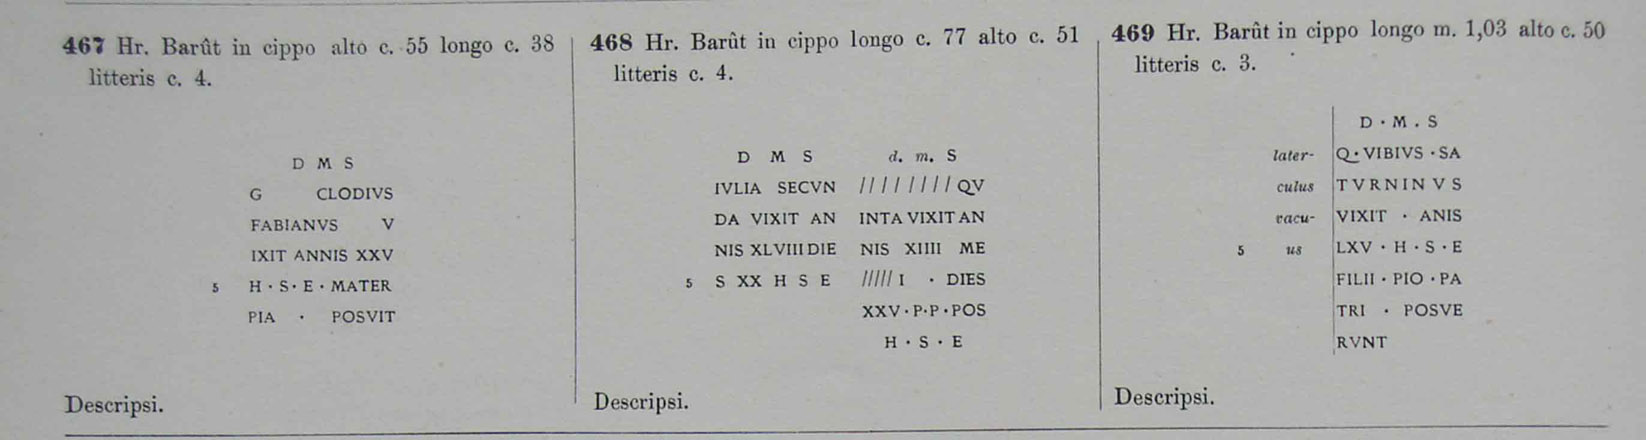 467 Hr. Barût in cippo alto c. 55 longo c. 38
litteris c. 4.
D M S
G CLODIVS
FABIANVS V
IXIT ANNIS XXV
5 H · S · E · MATER
PIA · POSVIT
Descripsi.
468 Hr. Barût in cippo longo c. 77 alto c. 51
litteris c. 4.
D M S
IVLIA SECVN
DA VIXIT AN
NIS XLVIII DIE
5 S XX H S E
d. m. S
///////// QV
INTA VIXIT AN
NIS XIIII ME
///// I · DIES
XXV · P · P · POS
H · S · E
Descripsi.
469 Hr. Barût in cippo longo m. 1,03 alto c. 50
litteris c. 3.
D · M . S
later- Q · VIBIVS · SA
culus TVRNINVS
vacu- VIXIT · ANIS
5 us LXV · H · S · E
FILII · PIO · PA
TRI · POSVE
RVNT
Descripsi.